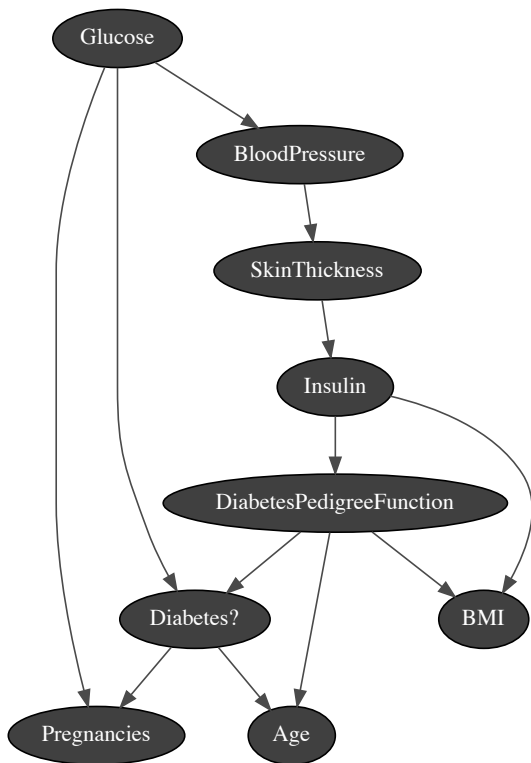 Glucose
BloodPressure
SkinThickness
Insulin
DiabetesPedigreeFunction
Diabetes?
BMI
Pregnancies
Age